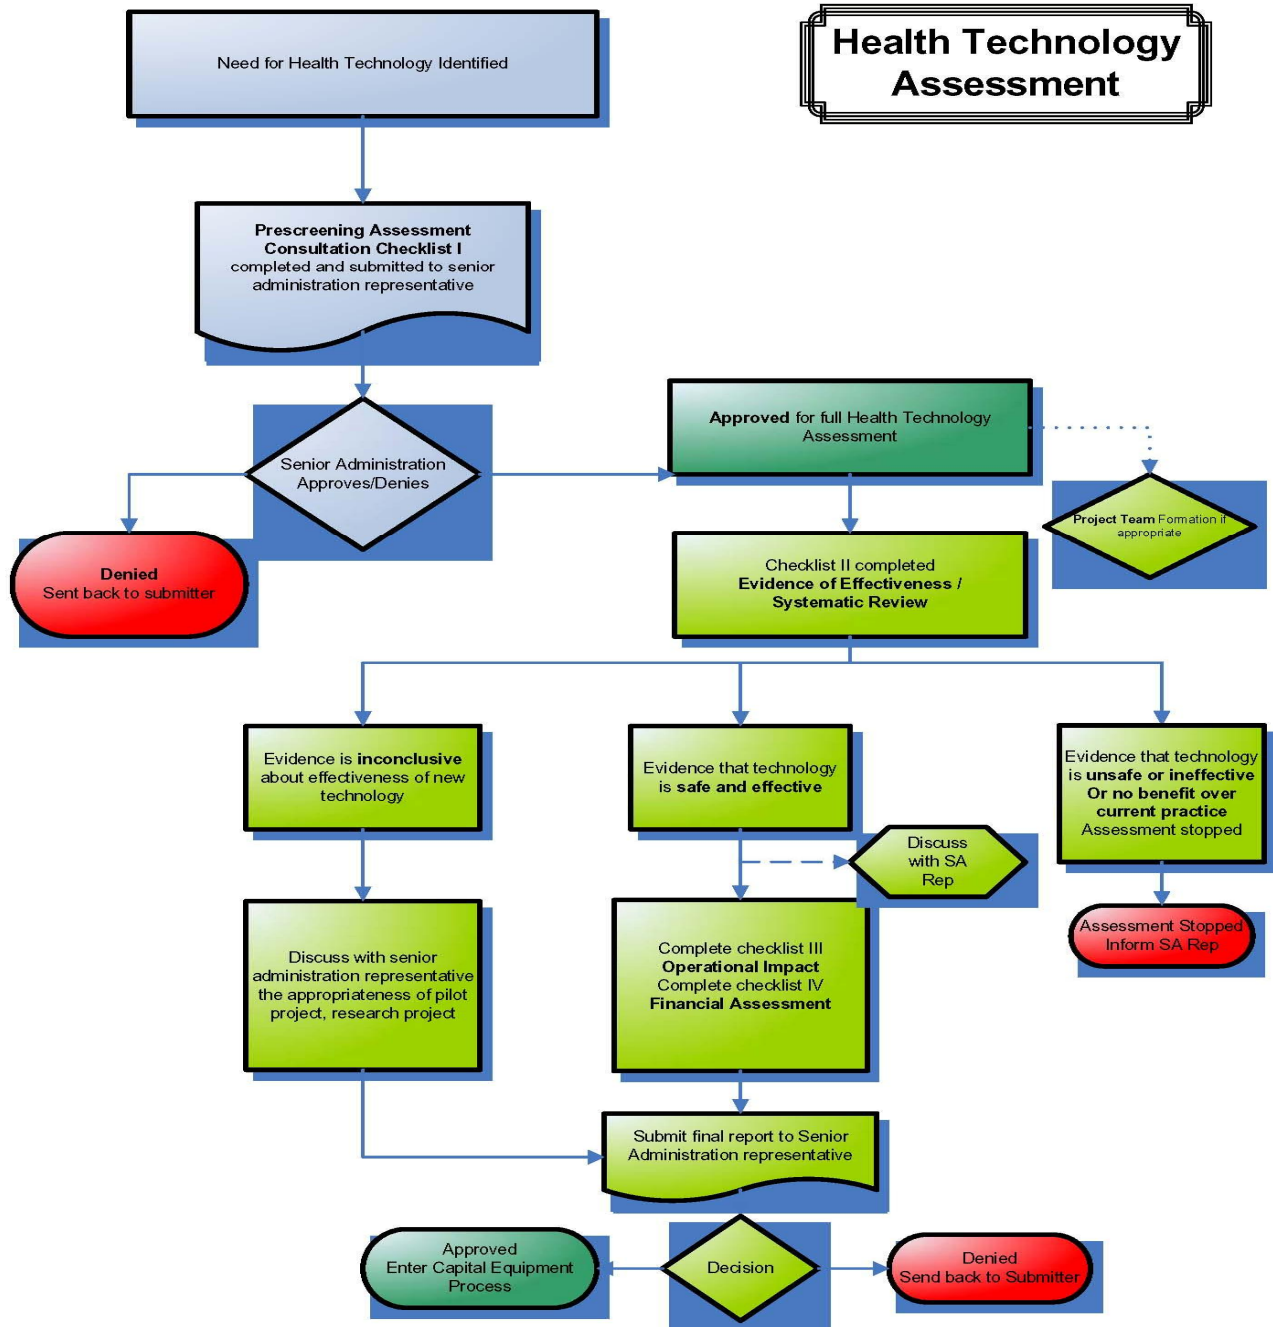 Health Technology
Assessment
Need for Health Technology Identified
Prescreening Assessment
Consultation Checklist I
completed and submitted to senior
administration representative
Senior Administration
Approves/Denies
Denied
Sent back to submitter
Approved for full Health Technology
Assessment
Project Team Formation if
appropriate
Checklist II completed
Evidence of Effectiveness /
Systematic Review
Evidence is inconclusive
about effectiveness of new
technology
Evidence that technology
is safe and effective
Evidence that technology
is unsafe or ineffective
Or no benefit over
current practice
Assessment stopped
Discuss
with SA
Rep
Assessment Stopped
Inform SA Rep
Discuss with senior
administration representative
the appropriateness of pilot
project, research project
Complete checklist III
Operational Impact
Complete checklist IV
Financial Assessment
Submit final report to Senior
Administration representative
Approved
Enter Capital Equipment
Process
Decision
Denied
Send back to Submitter